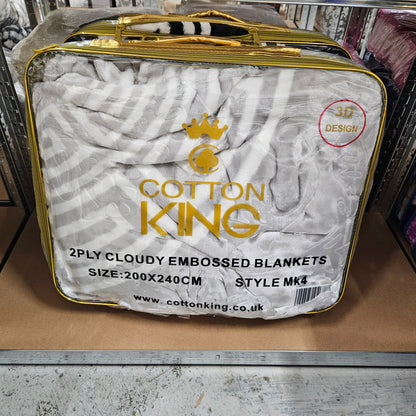 3D
DESIGN
COTTON
KING
2PLY CLOUDY EMBOSSED BLANKETS
SIZE:200X240CM STYLE Mk4
www.cottonking.co.uk